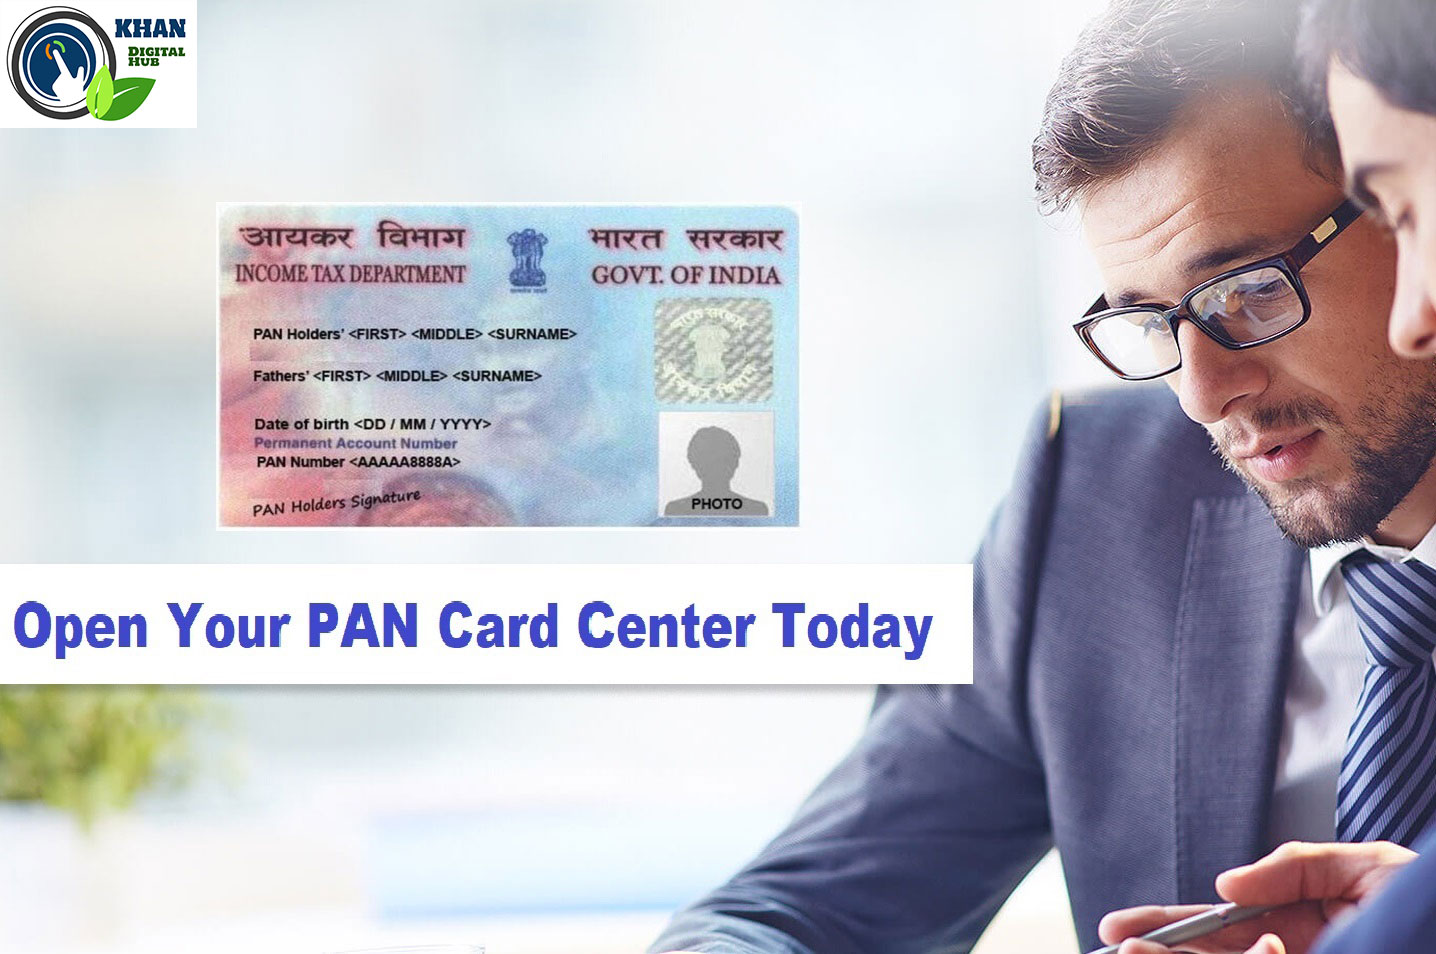 KHAN
DIGITAL
HUB
आयकर विभाग
भारत सरकार
INCOME TAX DEPARTMENT
GOVT. OF INDIA
PAN Holders' <FIRST> <MIDDLE> <SURNAME>
Fathers' <FIRST> <MIDDLE> <SURNAME>
Date of birth <DD / MM / YYYY>
Permanent Account Number
PAN Number <AAAAA8888A>
PAN Holders Signature
PHOTO
Open Your PAN Card Center Today